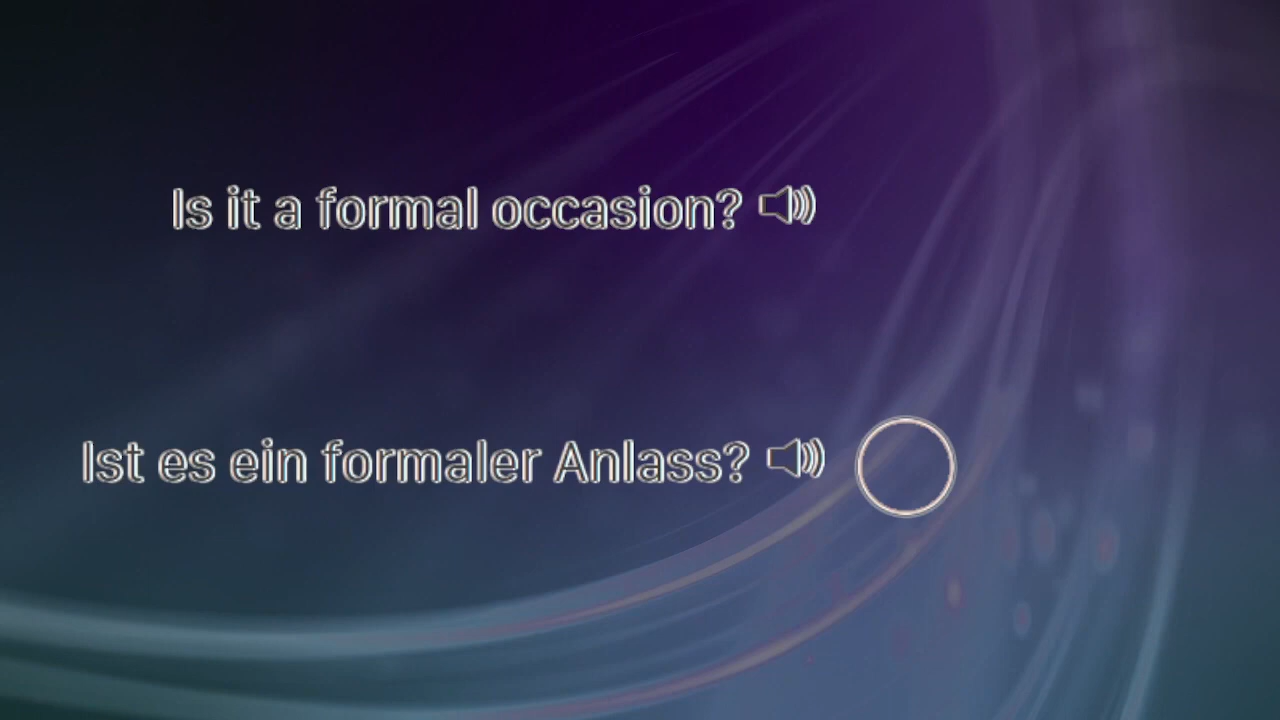 Is it a formal occasion?
Ist es ein formaler Anlass?